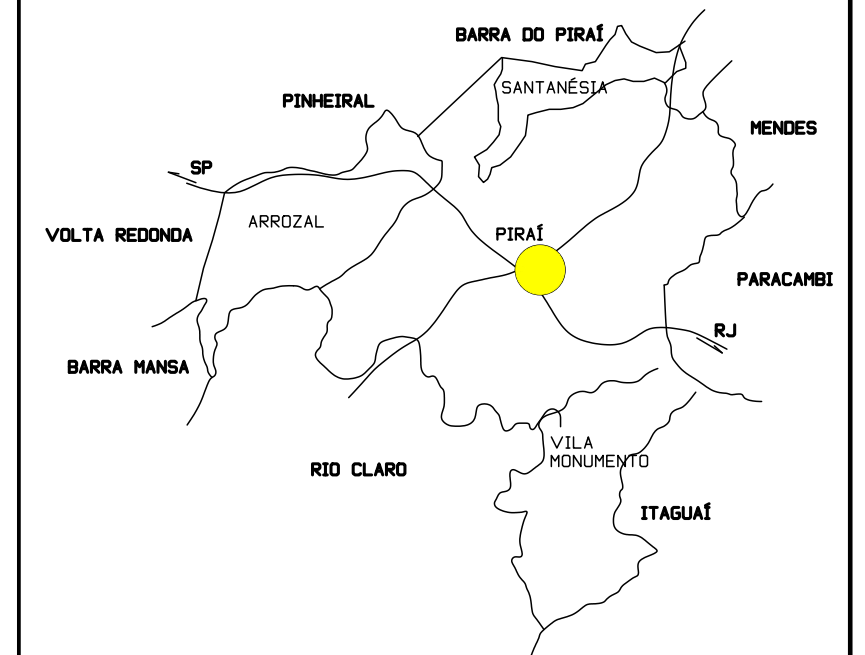 BARRA DO PIRAÍ
SANTANÉSIA
PINHEIRAL
MENDES
SP
ARROZAL
VOLTA REDONDA
PIRAÍ
PARACAMBI
RJ
BARRA MANSA
VILA
MONUMENTO
RIO CLARO
ITAGUAÍ